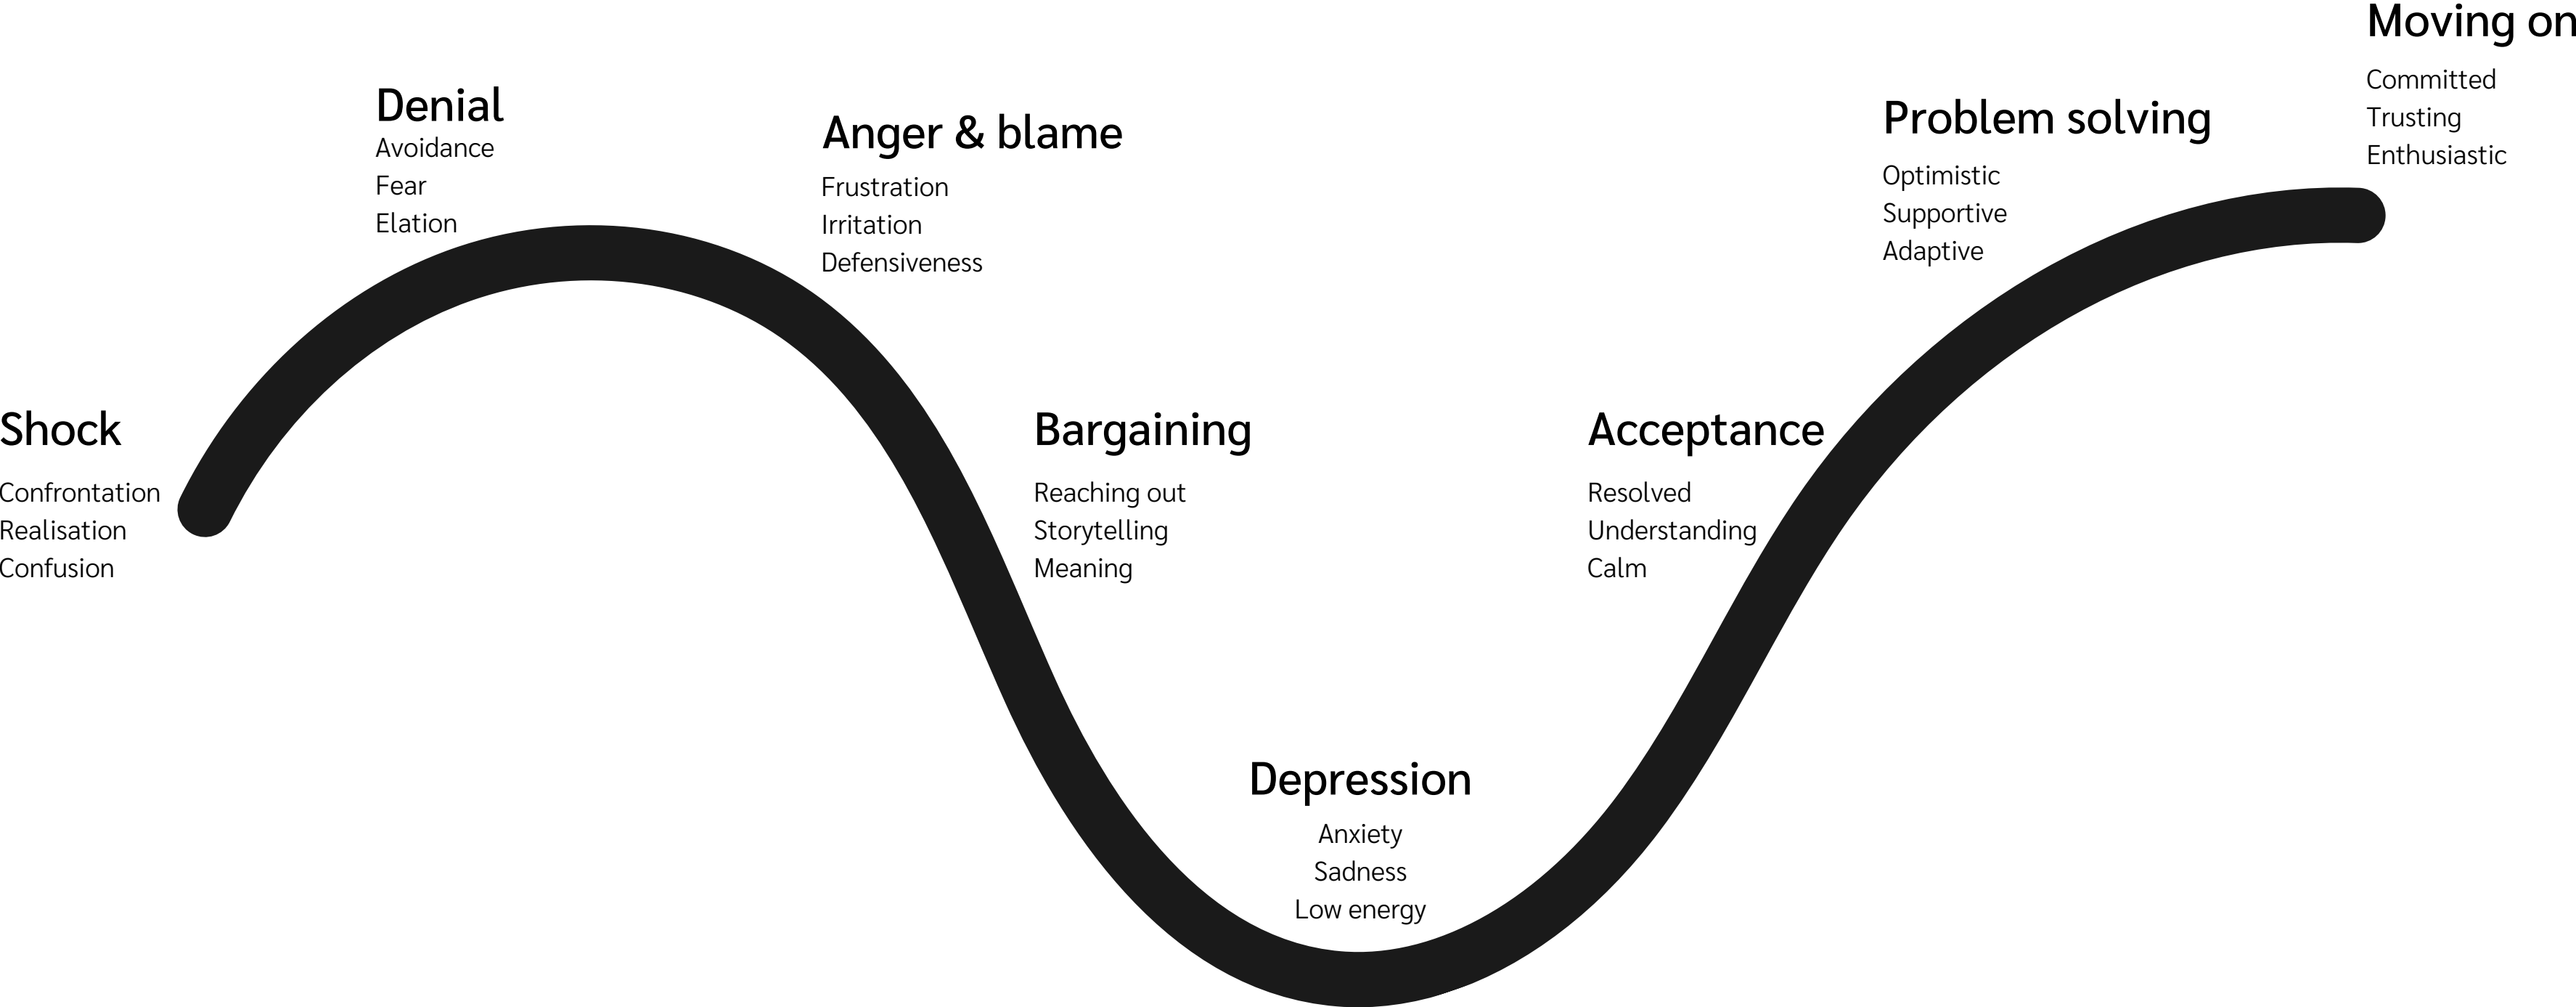 Shock
Confrontation
Realisation
Confusion
Denial
Avoidance
Fear
Elation
Anger & blame
Frustration
Irritation
Defensiveness
Bargaining
Reaching out
Storytelling
Meaning
Depression
Anxiety
Sadness
Low energy
Acceptance
Resolved
Understanding
Calm
Problem solving
Optimistic
Supportive
Adaptive
Moving on
Committed
Trusting
Enthusiastic